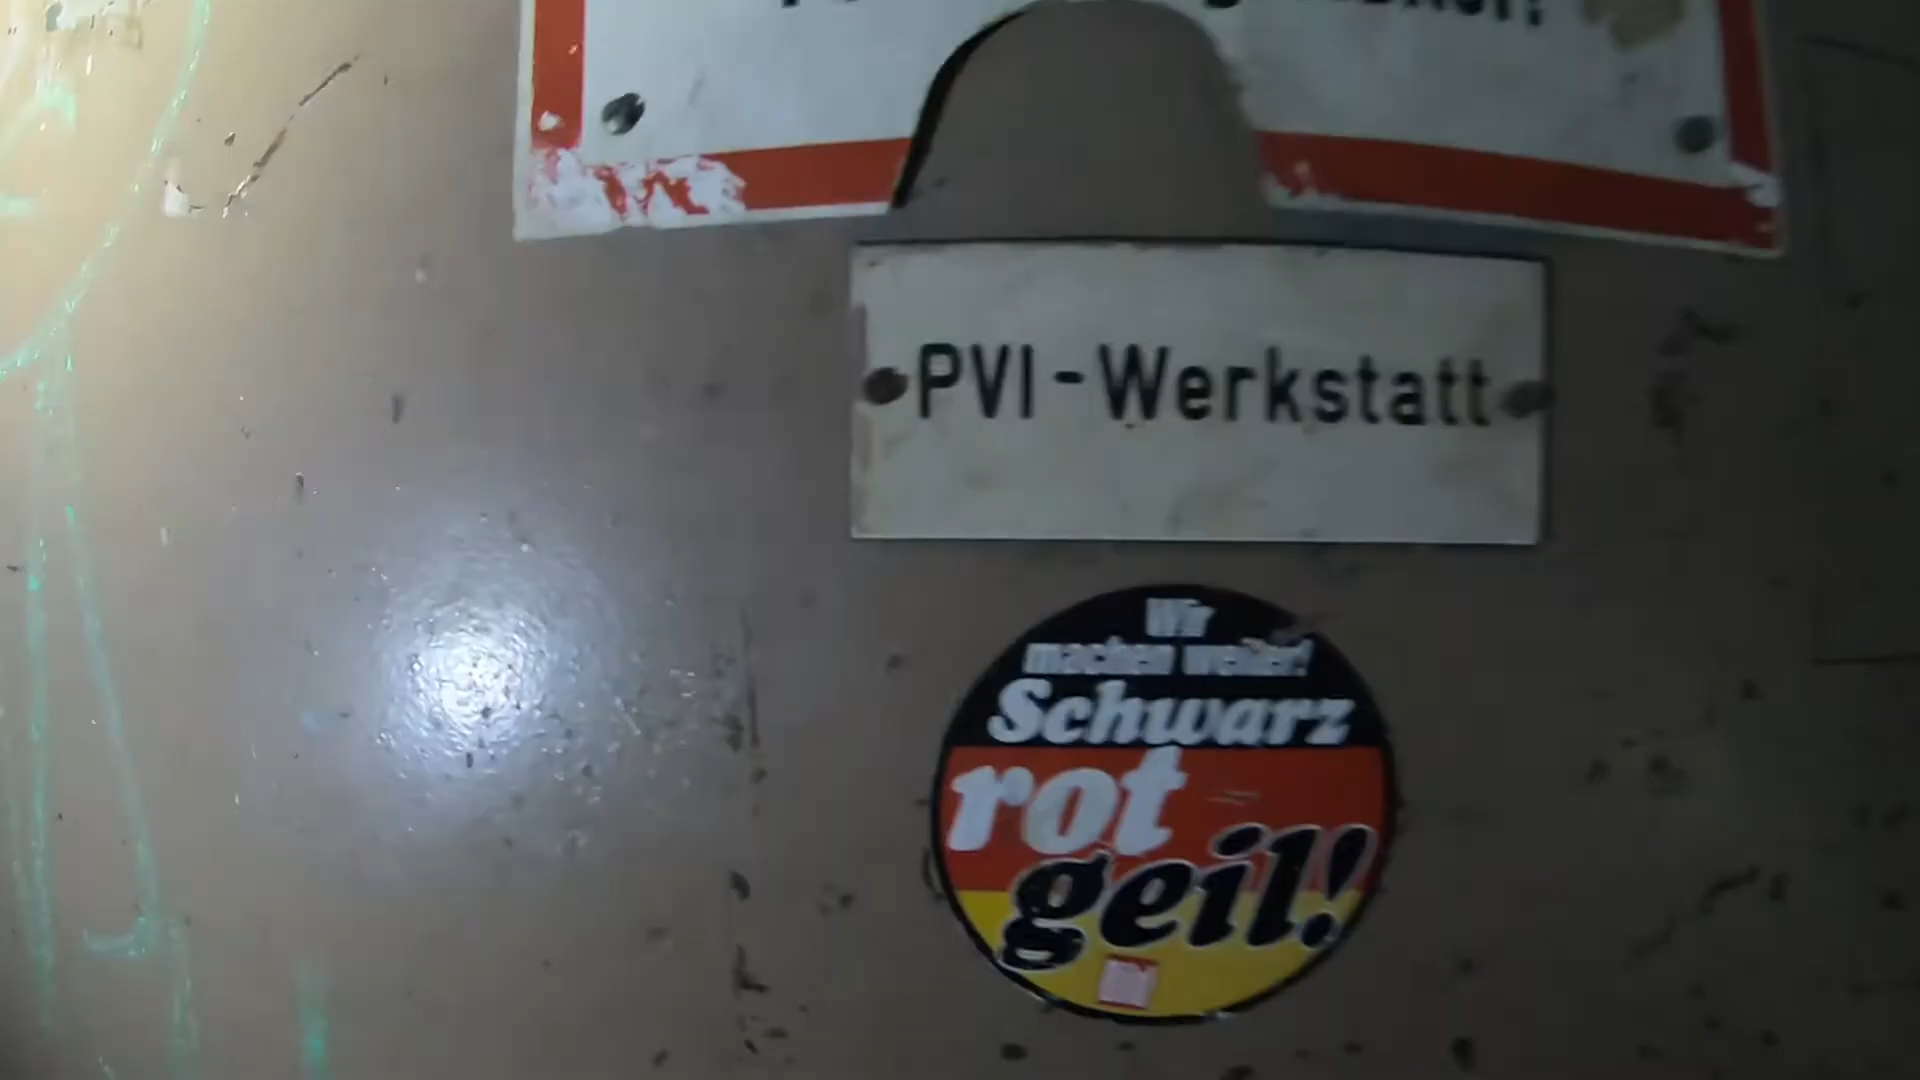 PVI-Werkstatt
Wir
machen weiter!
Schwarz
rot
geil!